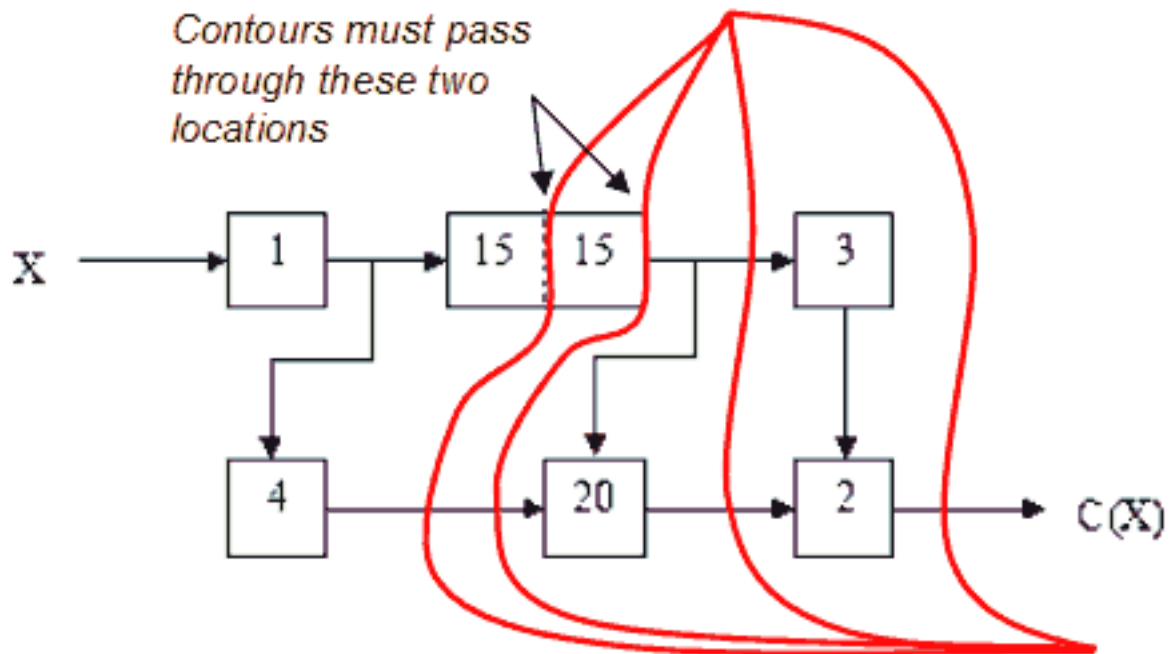 Contours must pass
through these two
locations
X
1
15
15
3
4
20
2
C(X)